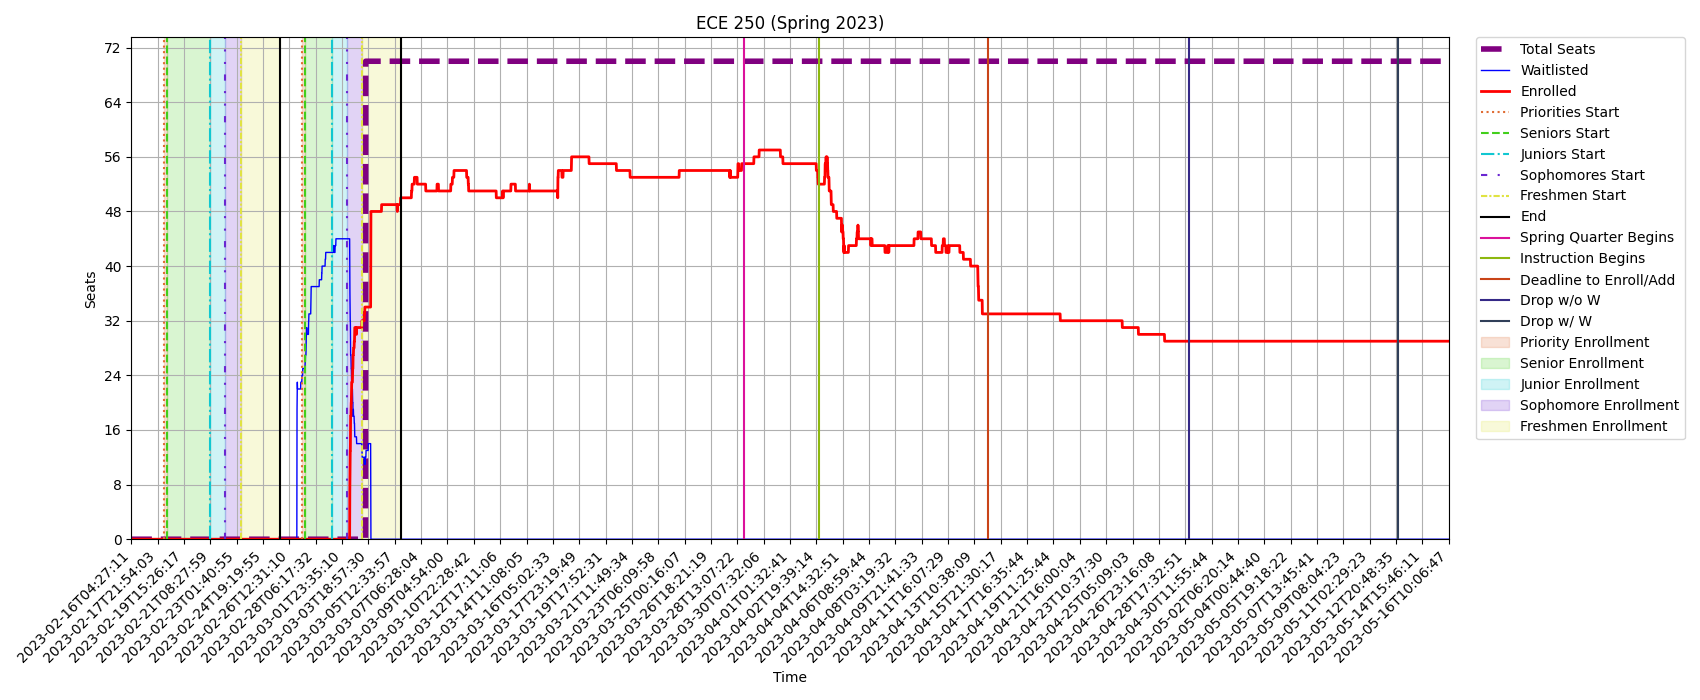 ECE 250 (Spring 2023)
72
64
56
48
40
32
24
16
8
0
Seats
2023-02-16T04:27:11
2023-02-17T21:54:03
2023-02-19T15:26:17
2023-02-21T08:27:59
2023-02-23T01:40:55
2023-02-24T19:19:55
2023-02-26T12:31:10
2023-02-28T06:17:32
2023-03-01T23:35:10
2023-03-03T18:57:30
2023-03-05T12:33:57
2023-03-07T06:28:04
2023-03-09T04:54:00
2023-03-10T22:28:42
2023-03-12T17:11:06
2023-03-14T11:08:05
2023-03-16T05:02:33
2023-03-17T23:19:49
2023-03-19T17:52:31
2023-03-21T11:49:34
2023-03-23T06:09:58
2023-03-25T00:16:07
2023-03-26T18:21:19
2023-03-28T13:07:22
2023-03-30T07:32:06
2023-04-01T01:32:41
2023-04-02T19:39:14
2023-04-04T14:32:51
2023-04-06T08:59:44
2023-04-08T03:19:32
2023-04-09T21:41:33
2023-04-11T16:07:29
2023-04-13T10:38:09
2023-04-15T21:30:17
2023-04-17T16:35:44
2023-04-19T11:25:44
2023-04-21T16:00:04
2023-04-23T10:37:30
2023-04-25T05:09:03
2023-04-26T23:16:08
2023-04-28T17:32:51
2023-04-30T11:55:44
2023-05-02T06:20:14
2023-05-04T00:44:40
2023-05-05T19:18:22
2023-05-07T13:45:41
2023-05-09T08:04:23
2023-05-11T02:29:23
2023-05-12T20:48:35
2023-05-14T15:46:11
2023-05-16T10:06:47
Time
Total Seats
Waitlisted
Enrolled
Priorities Start
Seniors Start
Juniors Start
Sophomores Start
Freshmen Start
End
Spring Quarter Begins
Instruction Begins
Deadline to Enroll/Add
Drop w/o W
Drop w/ W
Priority Enrollment
Senior Enrollment
Junior Enrollment
Sophomore Enrollment
Freshmen Enrollment